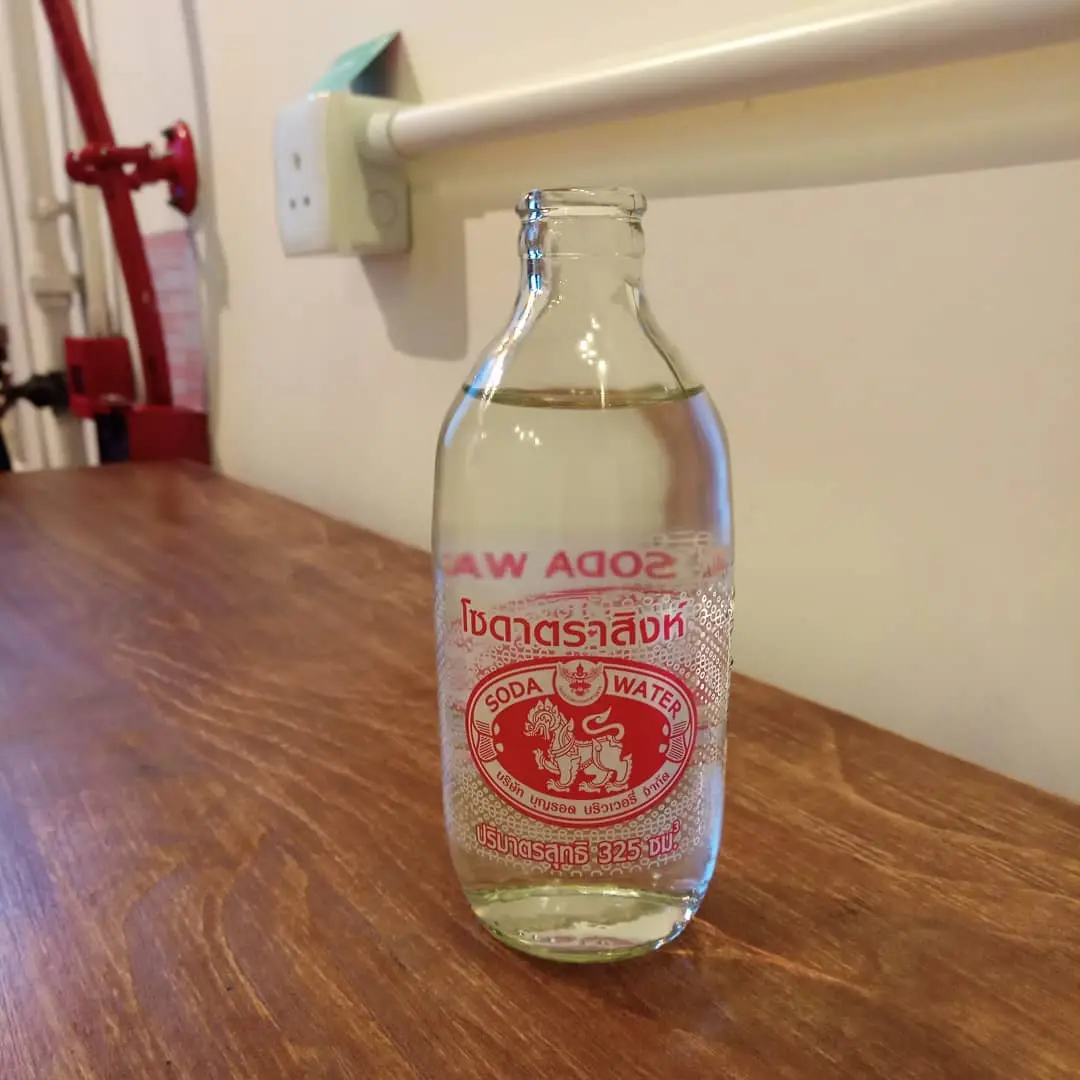 SODA WA
โซดาตราสิงห์
SODA WATER
บริษัท บุญรอด บริวเวอรี่ จำกัด
ปริมาตรสุทธิ 325 ซม.³